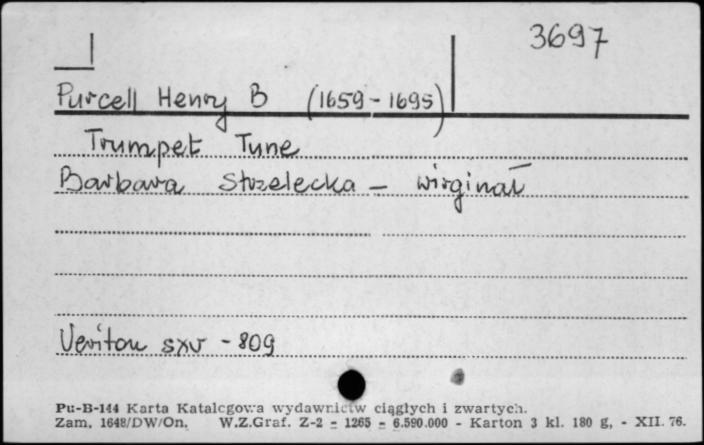 3697
Purcell Henry B (1659 - 1695)
Trumpet Tune
Barbara Strzelecka - wirginał
Veriton sxv - 809
Pu-B-144 Karta Katalogowa wydawnictw ciągłych i zwartych.
Zam. 1648/DW/On. W.Z.Graf. Z-2 = 1265 = 6.590.000 - Karton 3 kl. 180 g, - XII. 76.